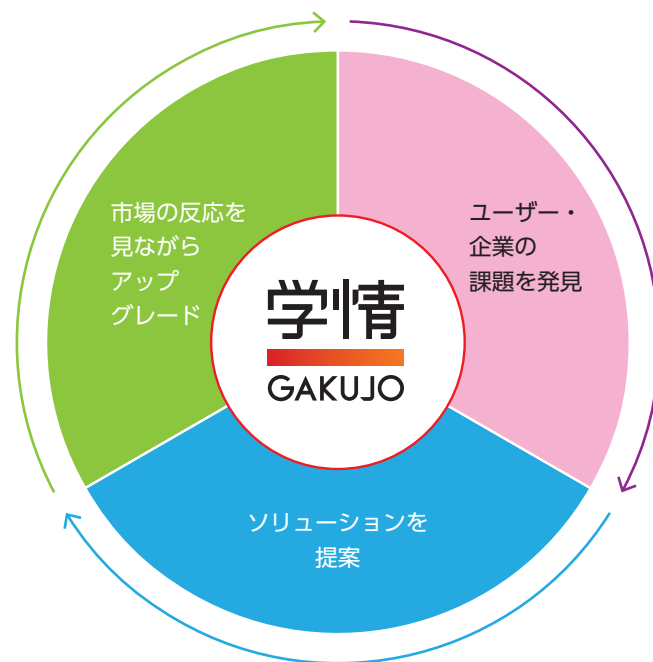 市場の反応を
見ながら
アップ
グレード
ユーザー・
企業の
課題を発見
学情
GAKUJO
ソリューションを
提案